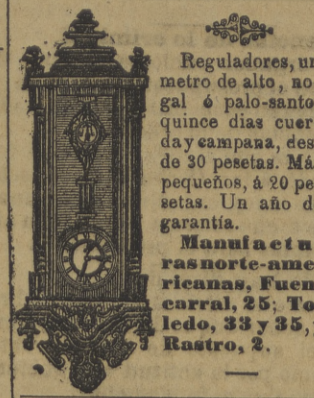 Reguladores, un
metro de alto, no
gal ó palo-santo
quince dias cuer
da y campana, des
de 30 pesetas. Má
pequeños, á 20 pe
setas. Un año d
garantía.
Manufactu
ras norte-ame
ricanas, Fuen
carral, 25; To
ledo, 33 y 35,
Rastro, 2.